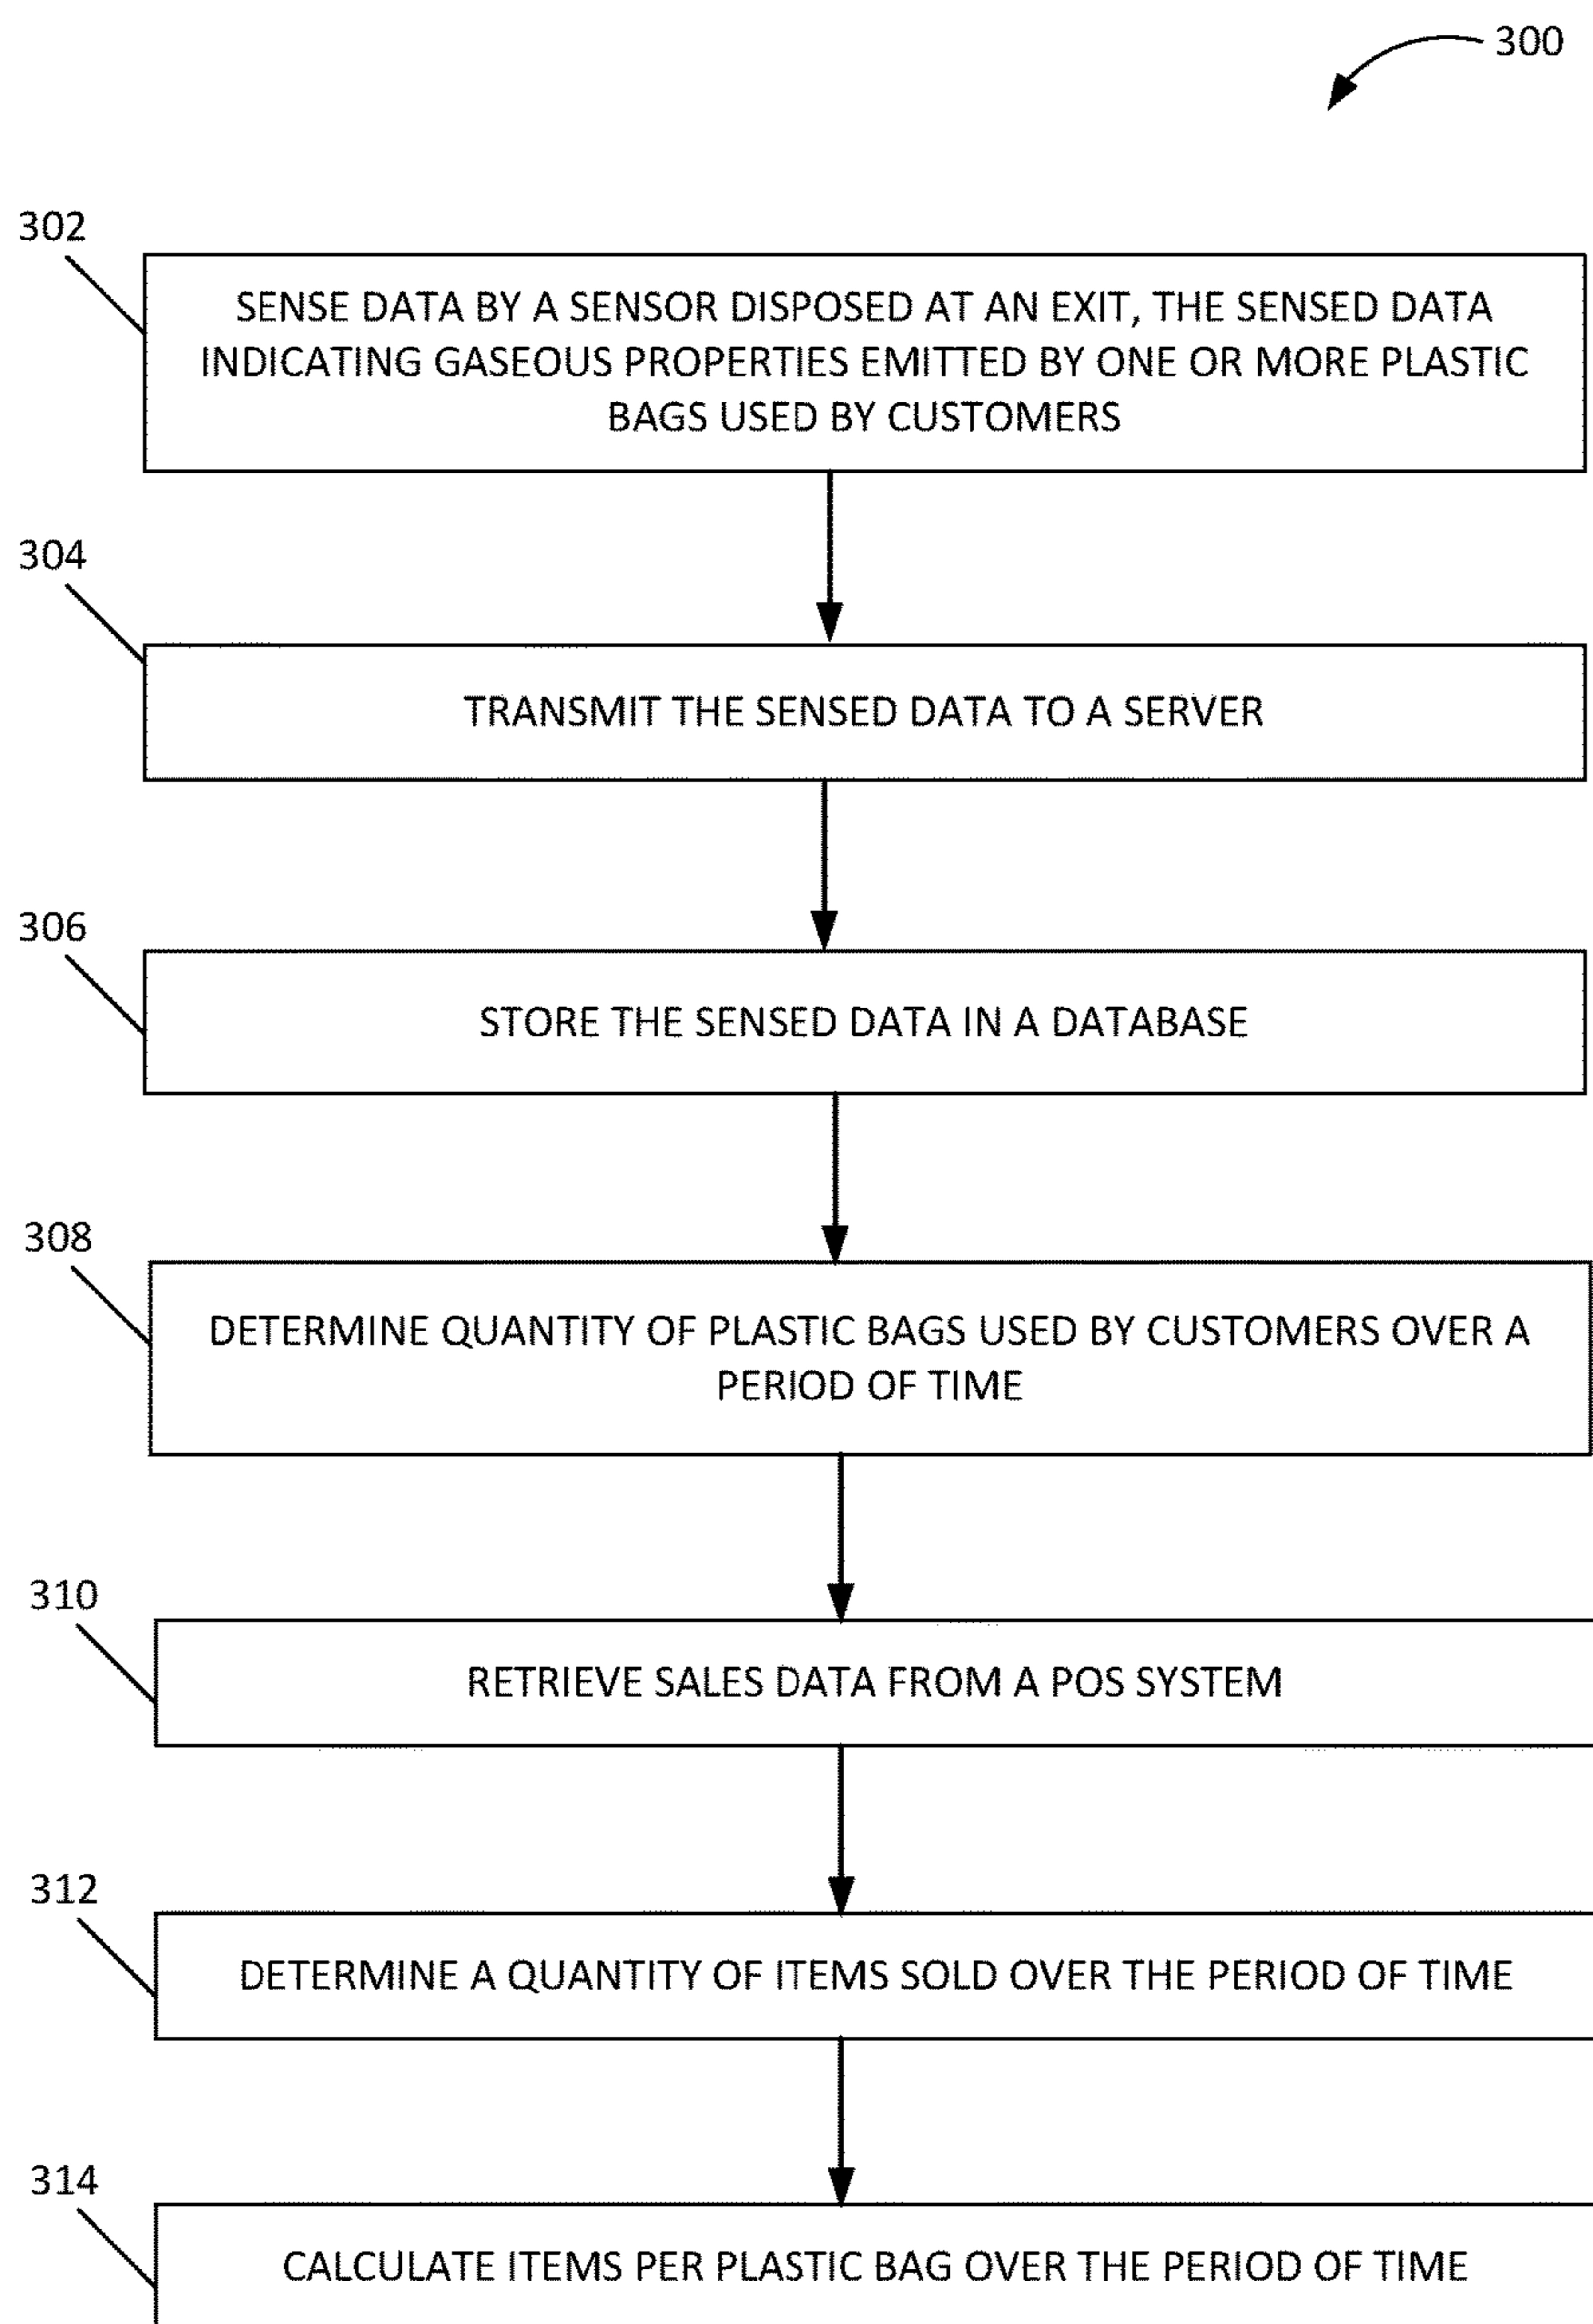 300
302
SENSE DATA BY A SENSOR DISPOSED AT AN EXIT, THE SENSED DATA
INDICATING GASEOUS PROPERTIES EMITTED BY ONE OR MORE PLASTIC
BAGS USED BY CUSTOMERS
304
TRANSMIT THE SENSED DATA TO A SERVER
306
STORE THE SENSED DATA IN A DATABASE
308
DETERMINE QUANTITY OF PLASTIC BAGS USED BY CUSTOMERS OVER A
PERIOD OF TIME
310
RETRIEVE SALES DATA FROM A POS SYSTEM
312
DETERMINE A QUANTITY OF ITEMS SOLD OVER THE PERIOD OF TIME
314
CALCULATE ITEMS PER PLASTIC BAG OVER THE PERIOD OF TIME